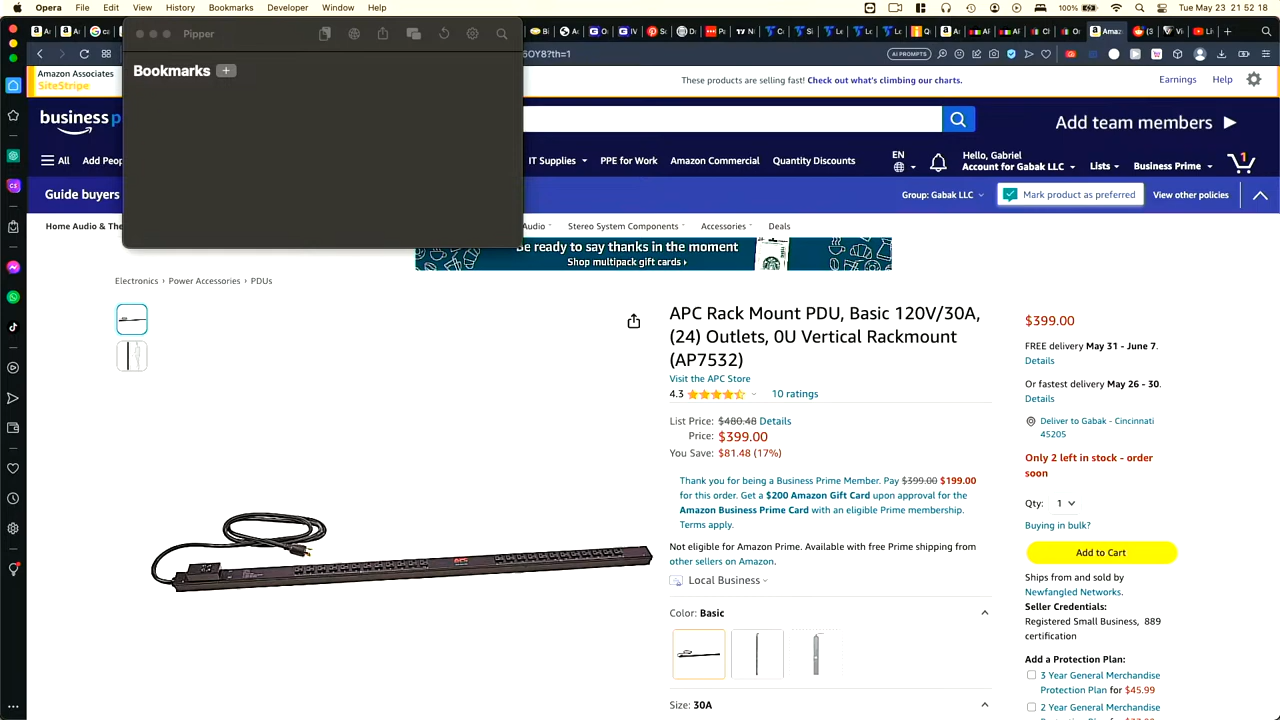 Opera File Edit View History Bookmarks Developer Window Help
100% Tue May 23 21 52 18
Pipper
Bookmarks +
5OY8?th=1
AI PROMPTS
Amazon Associates
SiteStripe
These products are selling fast! Check out what's climbing our charts.
Earnings Help
business p
Add team members
All Add Peop
IT Supplies PPE for Work Amazon Commercial Quantity Discounts
EN
Hello, Gabriel
Account for Gabak LLC
Lists
Business Prime
1
Guide buyers
Group: Gabak LLC
Mark product as preferred
View other policies
Home Audio & The
Audio Stereo System Components Accessories Deals
Be ready to say thanks in the moment
Shop multipack gift cards
Electronics › Power Accessories › PDUs
APC Rack Mount PDU, Basic 120V/30A,
(24) Outlets, 0U Vertical Rackmount
(AP7532)
Visit the APC Store
4.3 10 ratings
List Price: $480.48 Details
Price: $399.00
You Save: $81.48 (17%)
Thank you for being a Business Prime Member. Pay $399.00 $199.00
for this order. Get a $200 Amazon Gift Card upon approval for the
Amazon Business Prime Card with an eligible Prime membership.
Terms apply.
Not eligible for Amazon Prime. Available with free Prime shipping from
other sellers on Amazon.
Local Business
Color: Basic
Size: 30A
$399.00
FREE delivery May 31 - June 7.
Details
Or fastest delivery May 26 - 30.
Details
Deliver to Gabak - Cincinnati
45205
Only 2 left in stock - order
soon
Qty: 1
Buying in bulk?
Add to Cart
Ships from and sold by
Newfangled Networks.
Seller Credentials:
Registered Small Business, 889
certification
Add a Protection Plan:
3 Year General Merchandise
Protection Plan for $45.99
2 Year General Merchandise